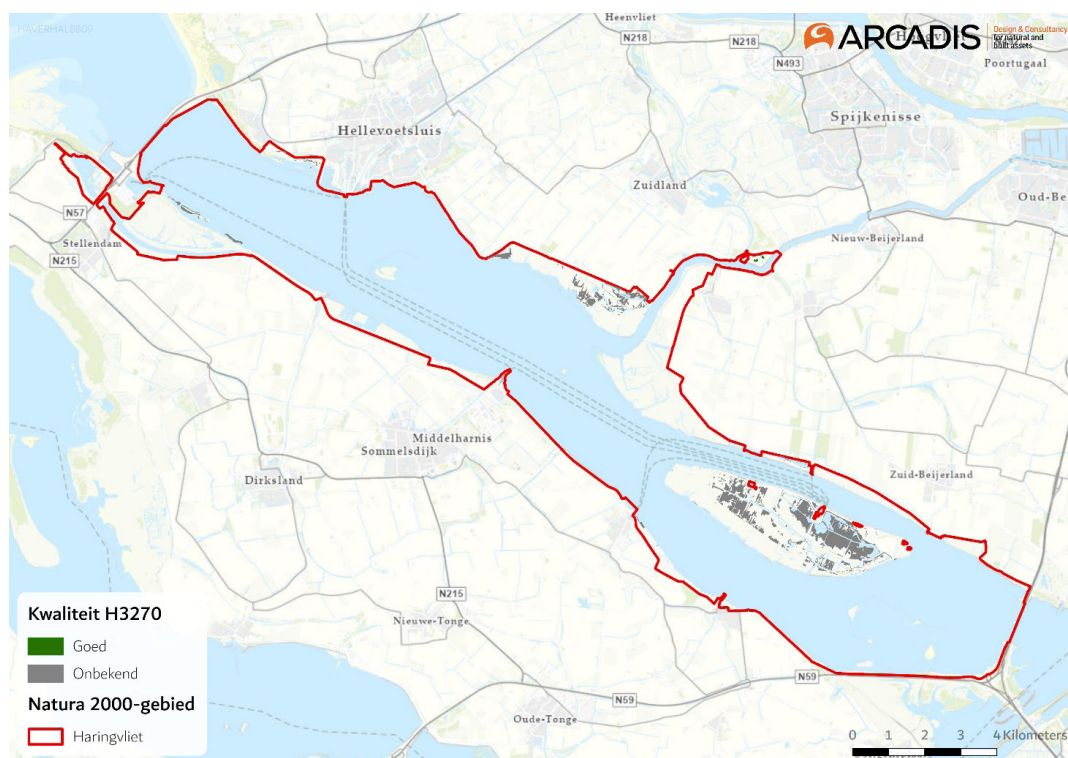 HAVERHAL8809
Heenvliet
N218
N218
ARCADIS
Design & Consultancy
for natural and
built assets
N493
Poortugaal
Hellevoetsluis
Spijkenisse
Zuidland
Oud-Be
N57
Stellendam
N215
Nieuw-Beijerland
Middelharnis
Sommelsdijk
Dirksland
Zuid-Beijerland
N215
Nieuwe-Tonge
N59
N59
Oude-Tonge
Kwaliteit H3270
Goed
Onbekend
Natura 2000-gebied
Haringvliet
0 1 2 3 4 Kilometers